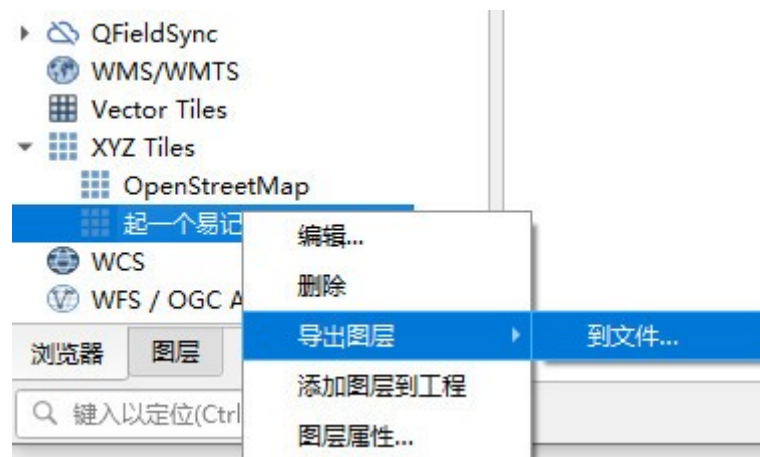 QFieldSync
WMS/WMTS
Vector Tiles
XYZ Tiles
OpenStreetMap
起一个易记
WCS
WFS / OGC A
浏览器
图层
键入以定位(Ctrl
编辑...
删除
导出图层
到文件...
添加图层到工程
图层属性...